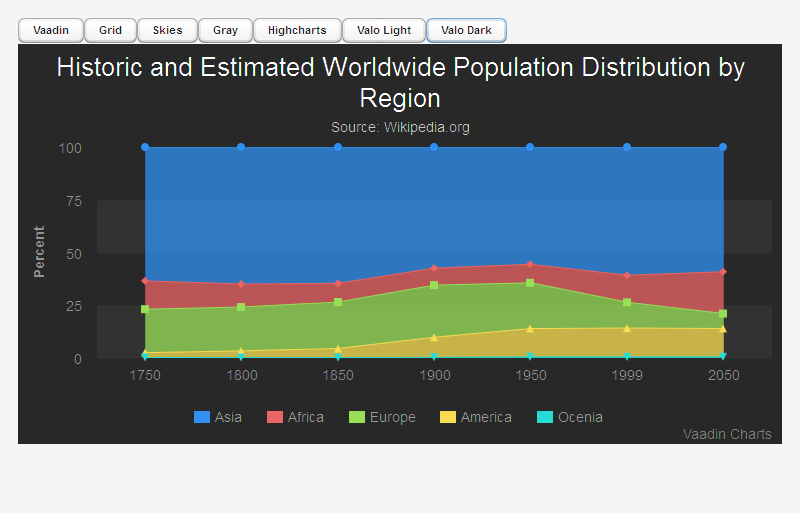 Vaadin Grid Skies Gray Highcharts Valo Light Valo Dark
Historic and Estimated Worldwide Population Distribution by
Region
Source: Wikipedia.org
Percent
100
75
50
25
0
1750 1800 1850 1900 1950 1999 2050
Asia Africa Europe America Ocenia
Vaadin Charts